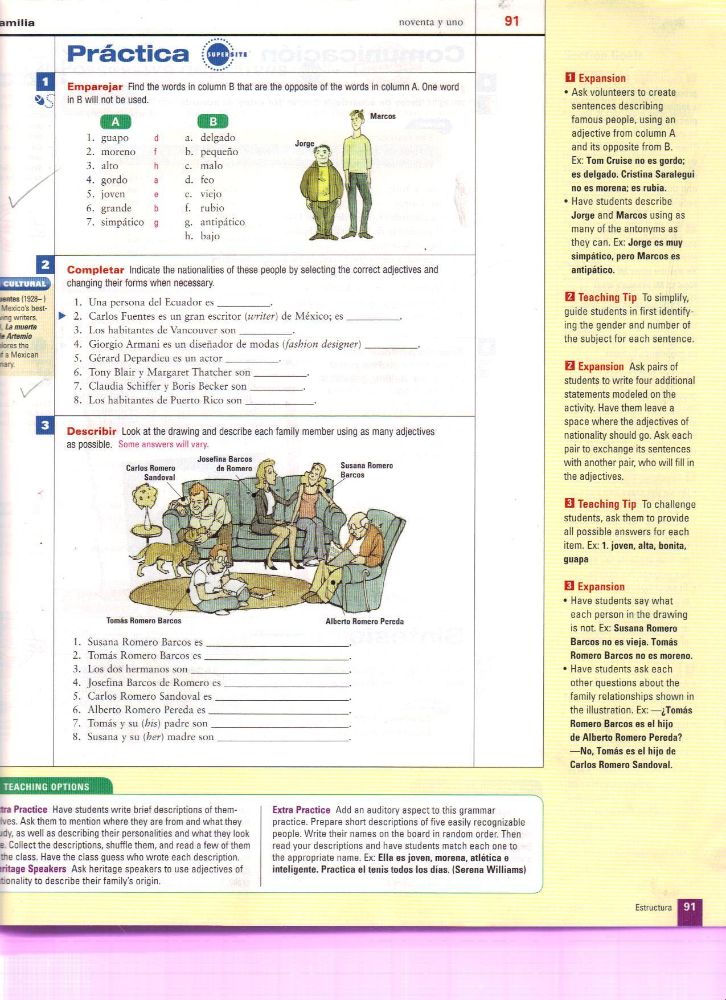 amilia
noventa y uno
91
Práctica SUPERSITE
1
Emparejar Find the words in column B that are the opposite of the words in column A. One word
in B will not be used.
A
B
1. guapo d
a. delgado
2. moreno f
b. pequeño
3. alto h
c. malo
4. gordo a
d. feo
5. joven e
e. viejo
6. grande b
f. rubio
7. simpático g
g. antipático
h. bajo
Jorge
Marcos
2
Completar Indicate the nationalities of these people by selecting the correct adjectives and
changing their forms when necessary.
CULTURAL
uentes (1928– )
Mexico's best-
ing writers.
, La muerte
e Artemio
lores the
f a Mexican
nary.
1. Una persona del Ecuador es __________.
2. Carlos Fuentes es un gran escritor (writer) de México; es __________.
3. Los habitantes de Vancouver son __________.
4. Giorgio Armani es un diseñador de modas (fashion designer) __________.
5. Gérard Depardieu es un actor __________.
6. Tony Blair y Margaret Thatcher son __________.
7. Claudia Schiffer y Boris Becker son __________.
8. Los habitantes de Puerto Rico son __________.
3
Describir Look at the drawing and describe each family member using as many adjectives
as possible. Some answers will vary.
Carlos Romero
Sandoval
Josefina Barcos
de Romero
Susana Romero
Barcos
Tomás Romero Barcos
Alberto Romero Pereda
1. Susana Romero Barcos es __________.
2. Tomás Romero Barcos es __________.
3. Los dos hermanos son __________.
4. Josefina Barcos de Romero es __________.
5. Carlos Romero Sandoval es __________.
6. Alberto Romero Pereda es __________.
7. Tomás y su (his) padre son __________.
8. Susana y su (her) madre son __________.
1 Expansion
• Ask volunteers to create
sentences describing
famous people, using an
adjective from column A
and its opposite from B.
Ex: Tom Cruise no es gordo;
es delgado. Cristina Saralegui
no es morena; es rubia.
• Have students describe
Jorge and Marcos using as
many of the antonyms as
they can. Ex: Jorge es muy
simpático, pero Marcos es
antipático.
2 Teaching Tip To simplify,
guide students in first identify-
ing the gender and number of
the subject for each sentence.
2 Expansion Ask pairs of
students to write four additional
statements modeled on the
activity. Have them leave a
space where the adjectives of
nationality should go. Ask each
pair to exchange its sentences
with another pair, who will fill in
the adjectives.
3 Teaching Tip To challenge
students, ask them to provide
all possible answers for each
item. Ex: 1. joven, alta, bonita,
guapa
3 Expansion
• Have students say what
each person in the drawing
is not. Ex: Susana Romero
Barcos no es vieja. Tomás
Romero Barcos no es moreno.
• Have students ask each
other questions about the
family relationships shown in
the illustration. Ex: —¿Tomás
Romero Barcos es el hijo
de Alberto Romero Pereda?
—No, Tomás es el hijo de
Carlos Romero Sandoval.
TEACHING OPTIONS
tra Practice Have students write brief descriptions of them-
lves. Ask them to mention where they are from and what they
udy, as well as describing their personalities and what they look
e. Collect the descriptions, shuffle them, and read a few of them
the class. Have the class guess who wrote each description.
eritage Speakers Ask heritage speakers to use adjectives of
tionality to describe their family's origin.
Extra Practice Add an auditory aspect to this grammar
practice. Prepare short descriptions of five easily recognizable
people. Write their names on the board in random order. Then
read your descriptions and have students match each one to
the appropriate name. Ex: Ella es joven, morena, atlética e
inteligente. Practica el tenis todos los días. (Serena Williams)
Estructura 91